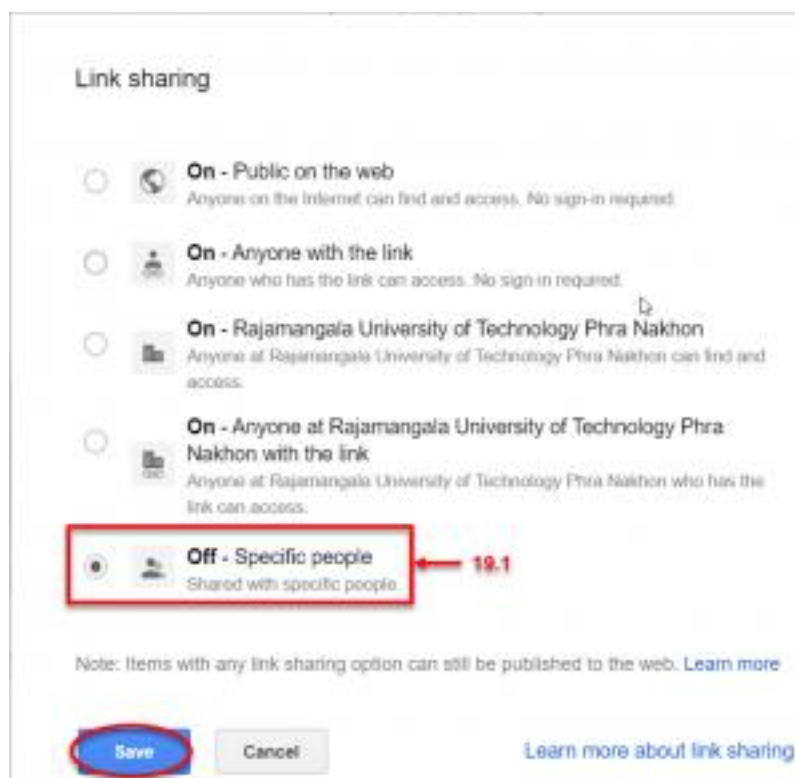 Link sharing
On - Public on the web
Anyone on the Internet can find and access. No sign-in required.
On - Anyone with the link
Anyone who has the link can access. No sign-in required.
On - Rajamangala University of Technology Phra Nakhon
Anyone at Rajamangala University of Technology Phra Nakhon can find and
access.
On - Anyone at Rajamangala University of Technology Phra
Nakhon with the link
Anyone at Rajamangala University of Technology Phra Nakhon who has the
link can access.
Off - Specific people
Shared with specific people.
19.1
Note: Items with any link sharing option can still be published to the web. Learn more
Save
Cancel
Learn more about link sharing